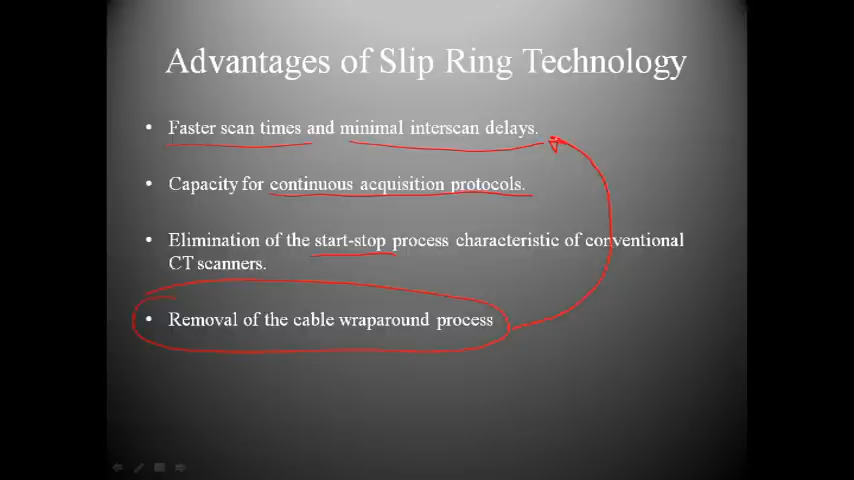 Advantages of Slip Ring Technology
• Faster scan times and minimal interscan delays.
• Capacity for continuous acquisition protocols.
• Elimination of the start-stop process characteristic of conventional
CT scanners.
• Removal of the cable wraparound process